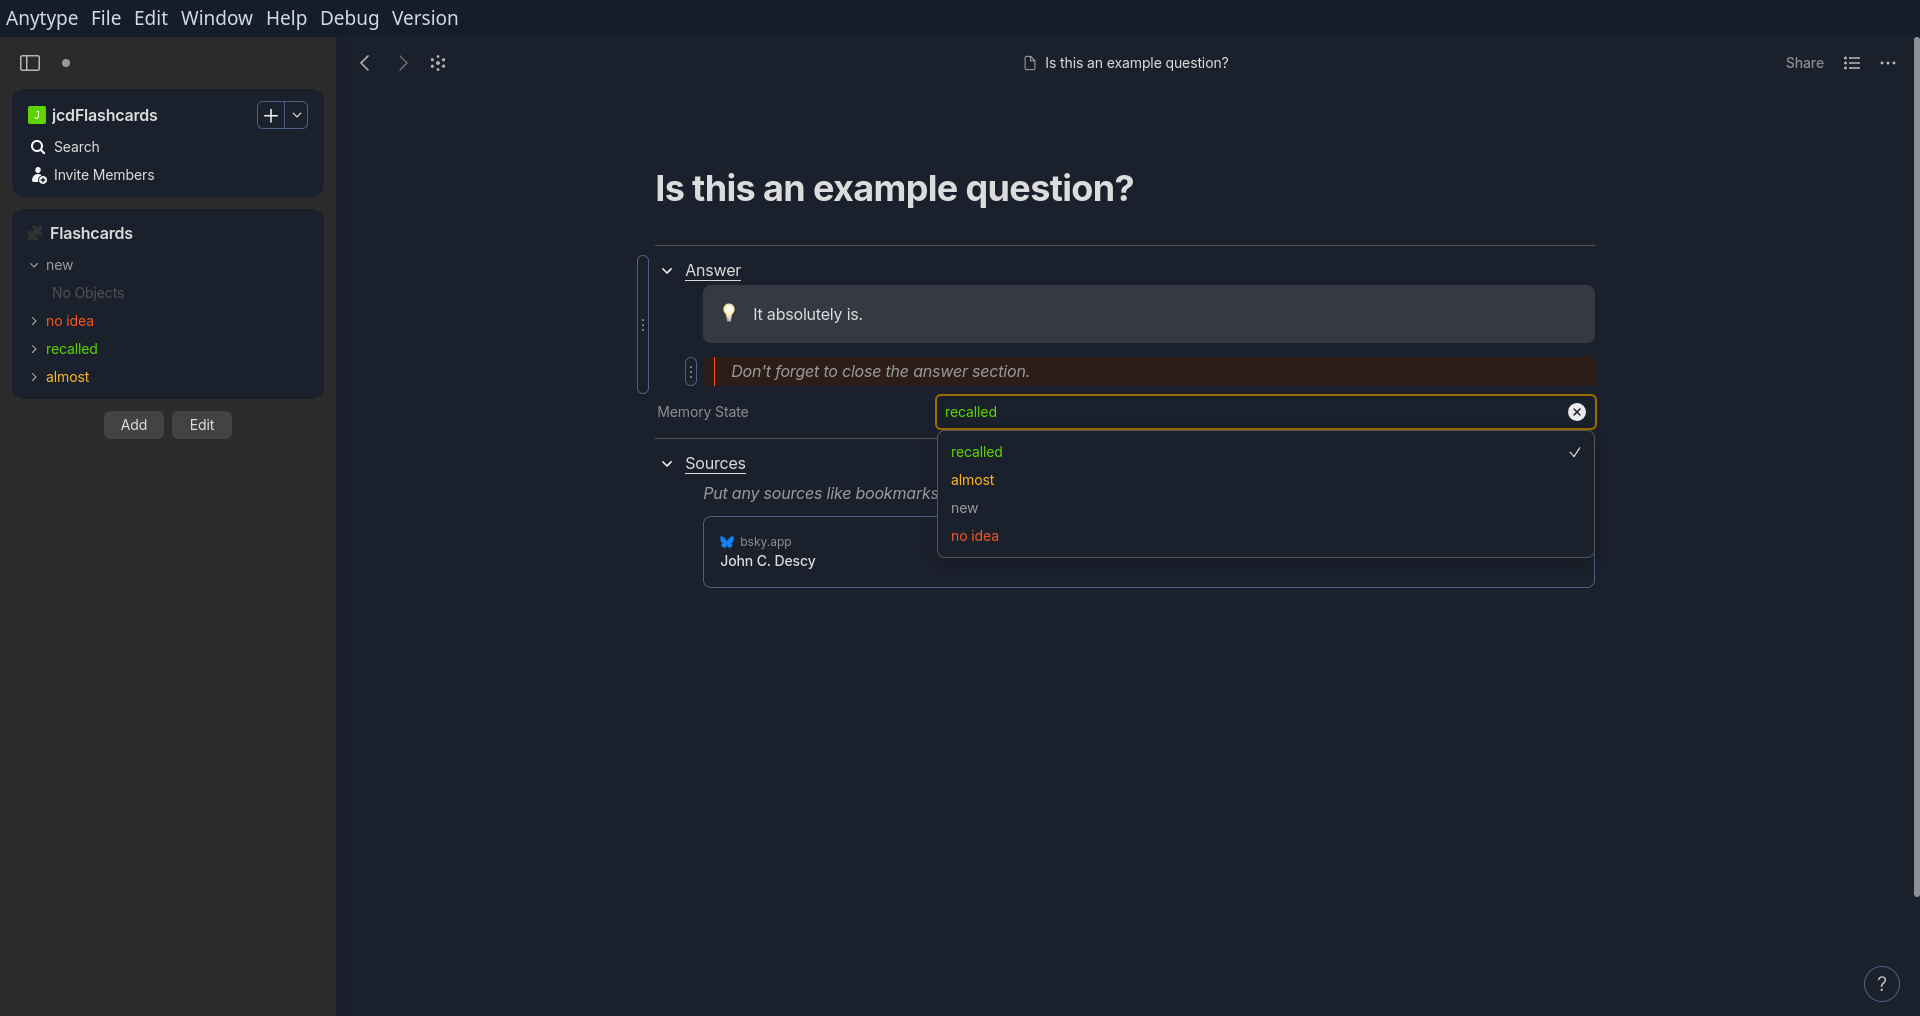 Anytype File Edit Window Help Debug Version
Is this an example question?
Share
J jcdFlashcards
Search
Invite Members
Flashcards
new
No Objects
no idea
recalled
almost
Add Edit
Is this an example question?
Answer
It absolutely is.
Don't forget to close the answer section.
Memory State
recalled
recalled
almost
new
no idea
Sources
Put any sources like bookmarks
bsky.app
John C. Descy
?